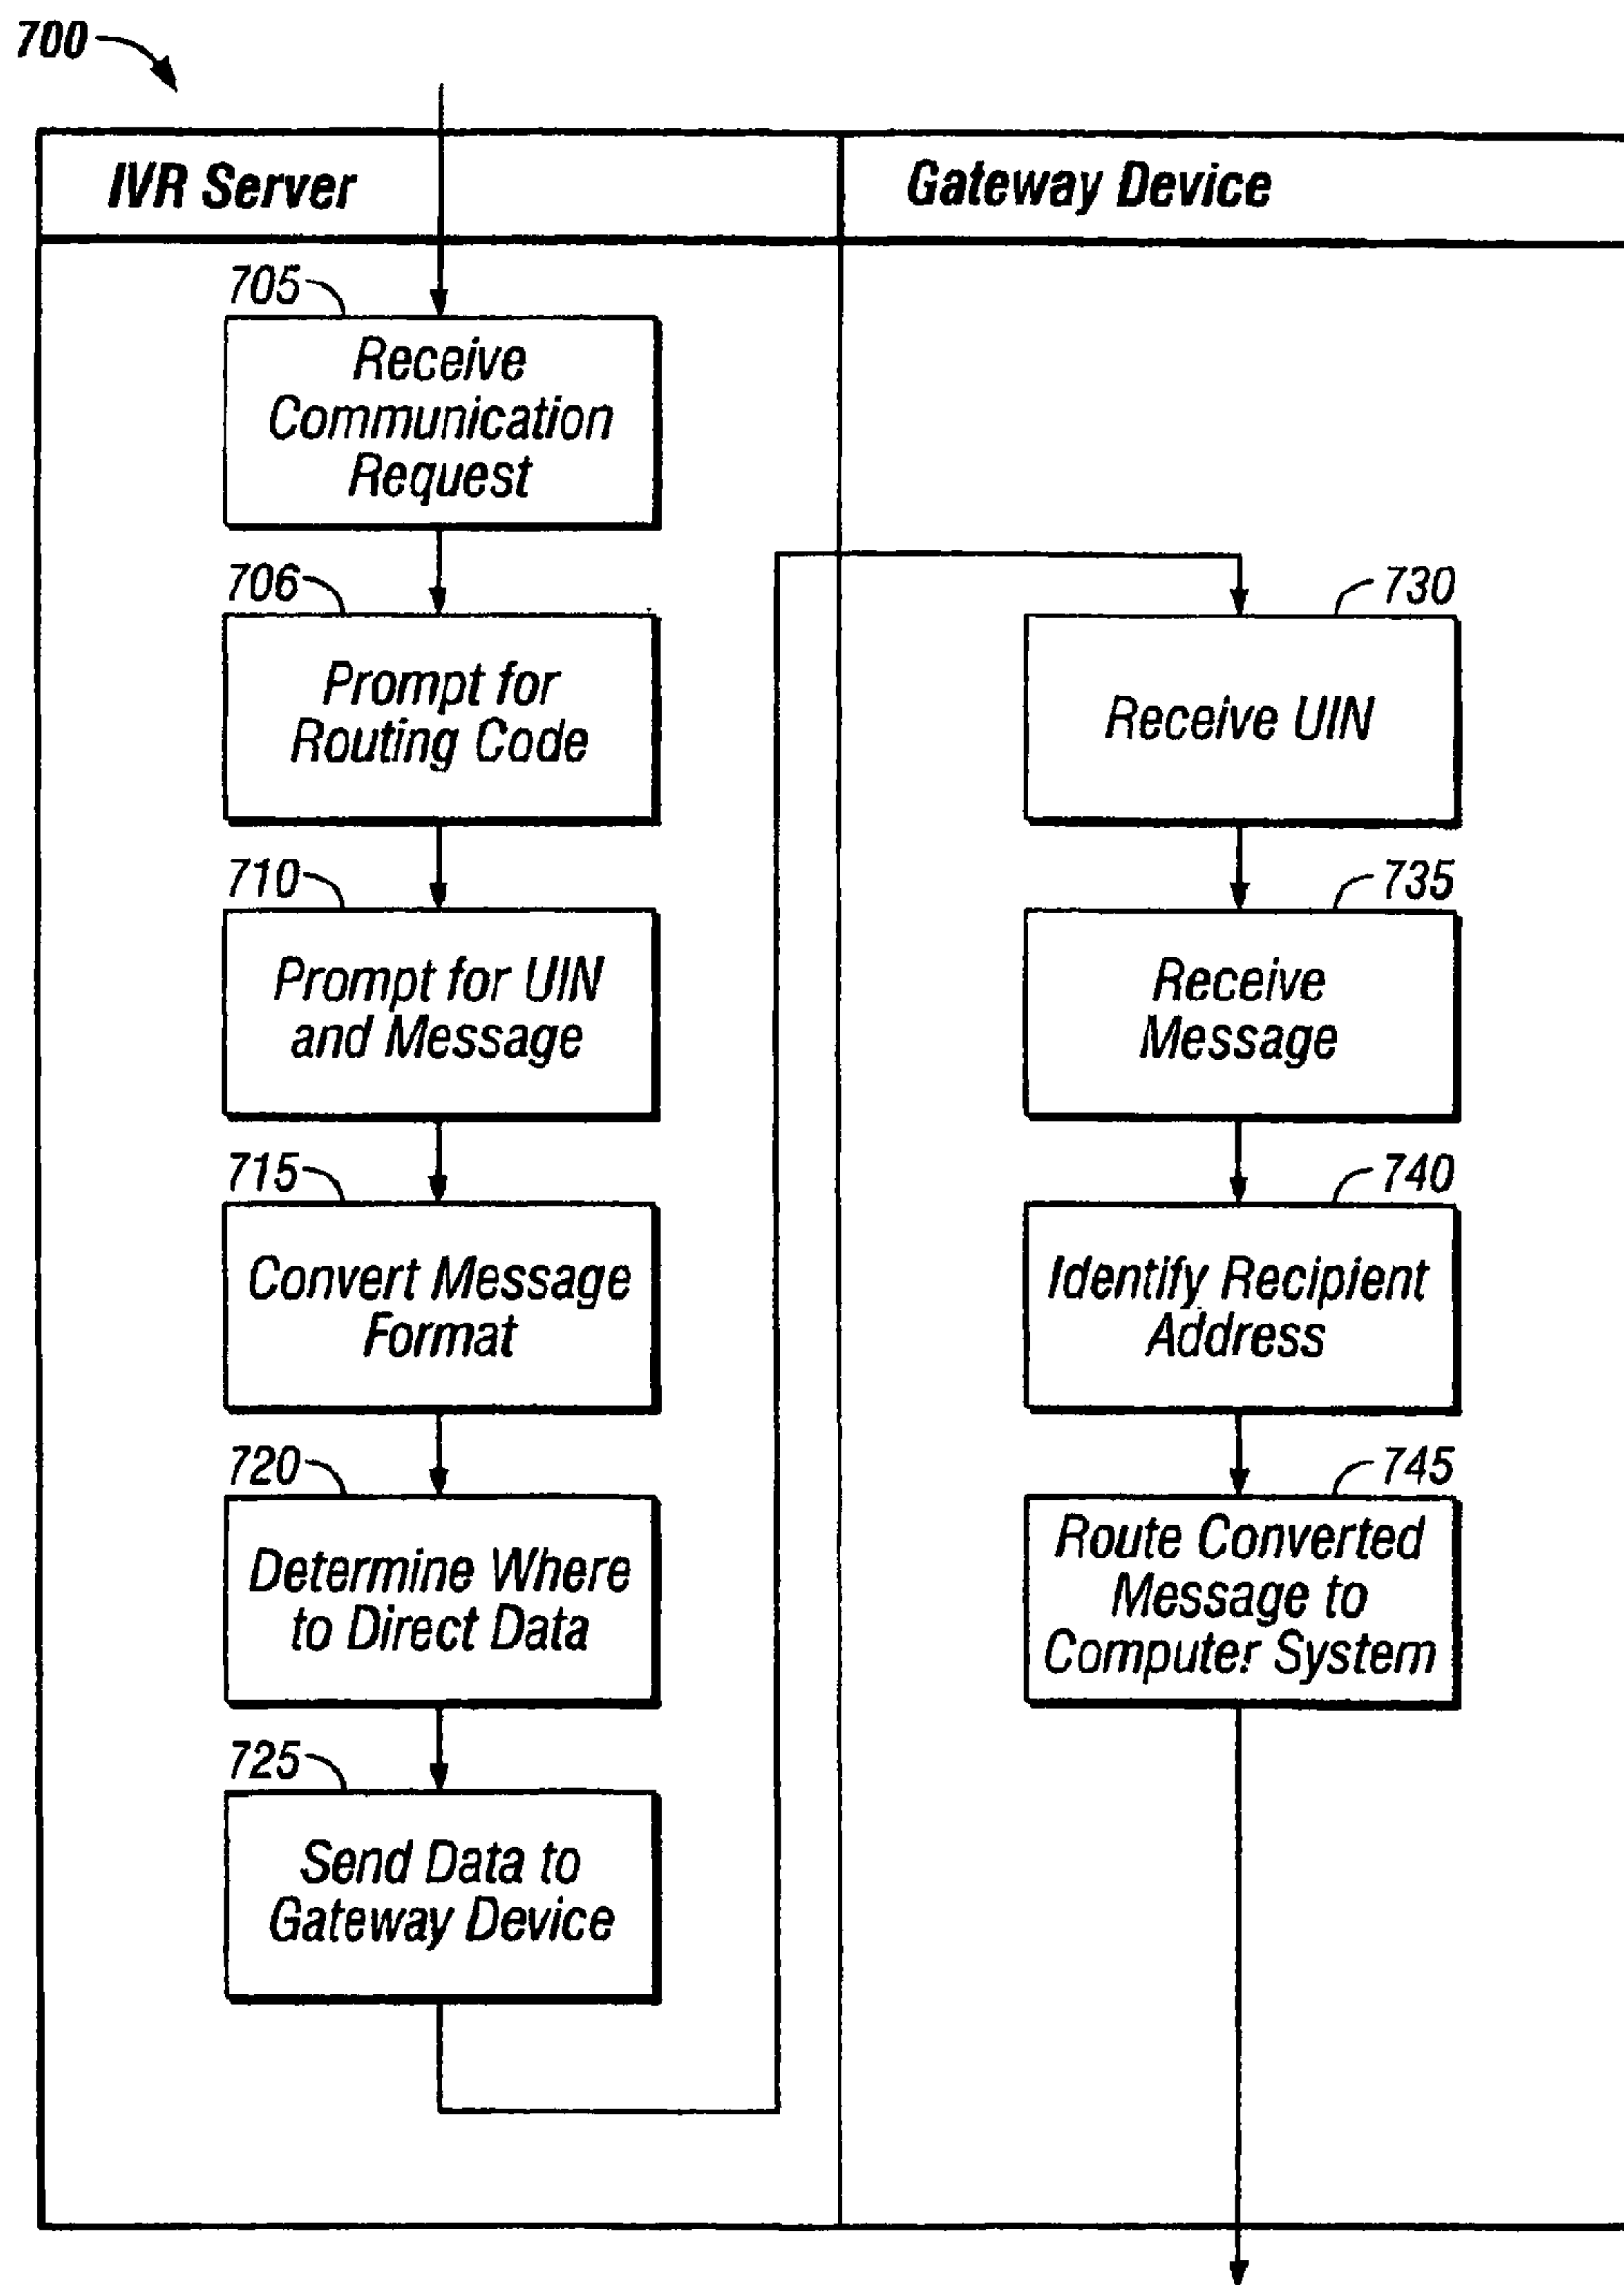 700
IVR Server
Gateway Device
705
Receive
Communication
Request
706
Prompt for
Routing Code
710
Prompt for UIN
and Message
715
Convert Message
Format
720
Determine Where
to Direct Data
725
Send Data to
Gateway Device
730
Receive UIN
735
Receive
Message
740
Identify Recipient
Address
745
Route Converted
Message to
Computer System